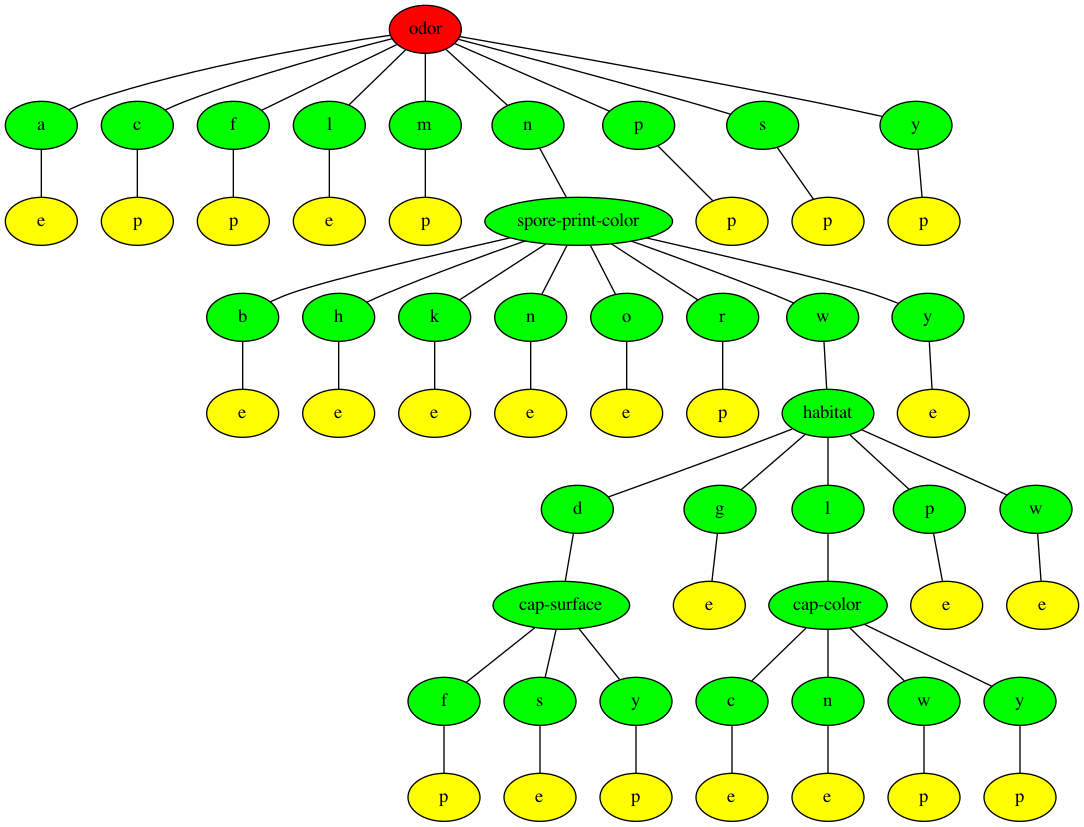 odor
a c f l m n p s y
e p p e p spore-print-color p p p
b h k n o r w y
e e e e e p habitat e
d g l p w
cap-surface e cap-color e e
f s y c n w y
p e p e e p p